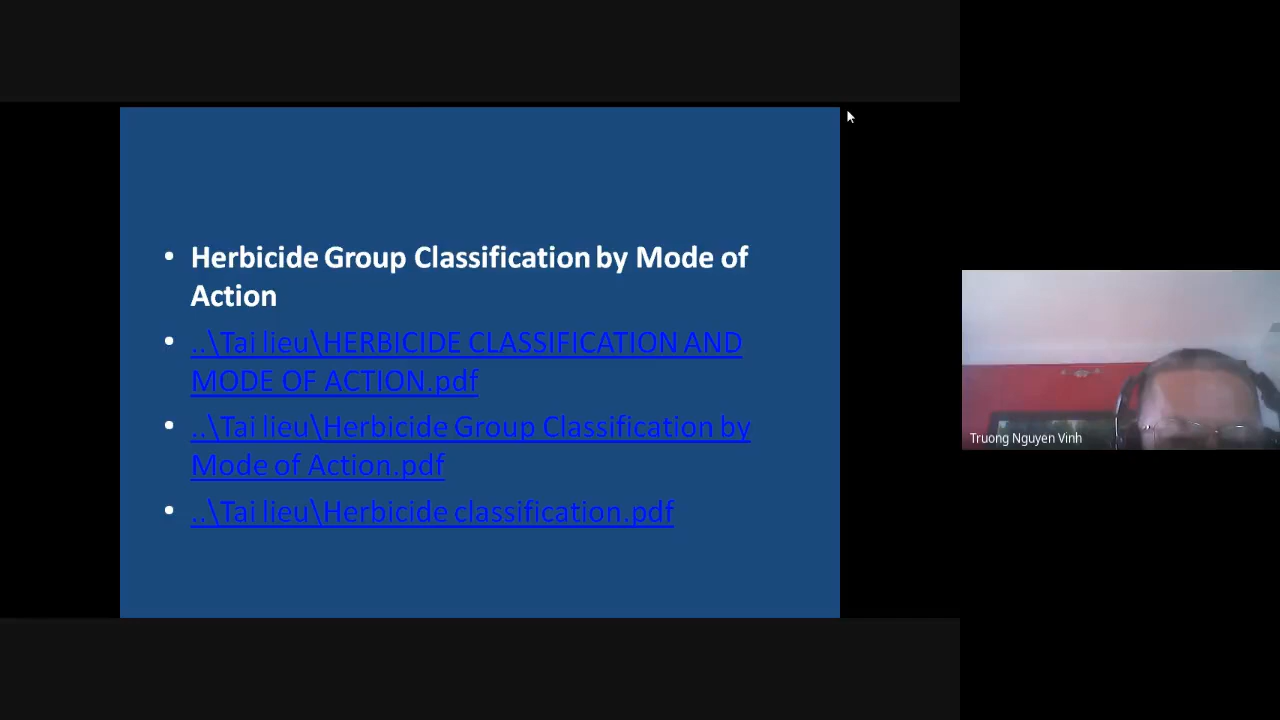 • Herbicide Group Classification by Mode of
Action
• ..\Tai lieu\HERBICIDE CLASSIFICATION AND
MODE OF ACTION.pdf
• ..\Tai lieu\Herbicide Group Classification by
Mode of Action.pdf
• ..\Tai lieu\Herbicide classification.pdf
Truong Nguyen Vinh